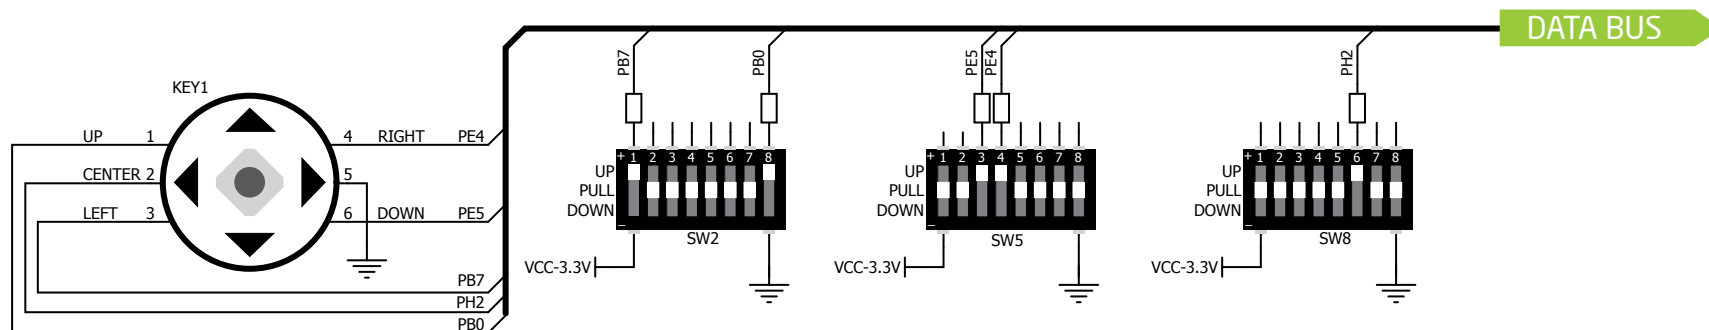 DATA BUS
PB7
PB0
PE5
PE4
PH2
KEY1
UP 1
4 RIGHT PE4
CENTER 2
5
LEFT 3
6 DOWN PE5
PB7
PH2
PB0
+ 1 2 3 4 5 6 7 8
UP
PULL
DOWN
_
SW2
VCC-3.3V
+ 1 2 3 4 5 6 7 8
UP
PULL
DOWN
_
SW5
VCC-3.3V
+ 1 2 3 4 5 6 7 8
UP
PULL
DOWN
_
SW8
VCC-3.3V